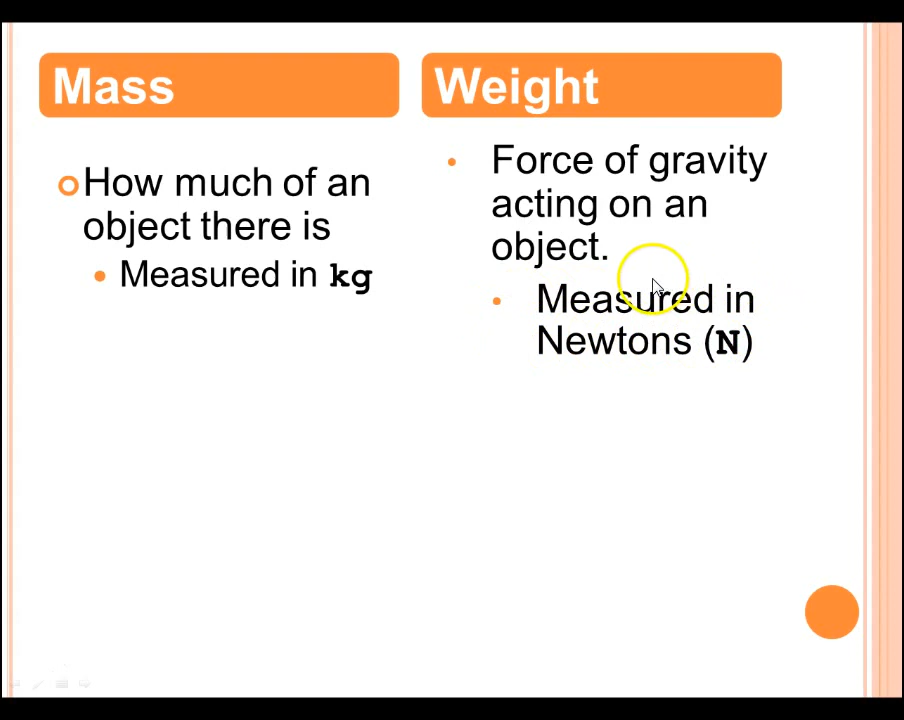 Mass
How much of an
object there is
Measured in kg
Weight
Force of gravity
acting on an
object.
Measured in
Newtons (N)